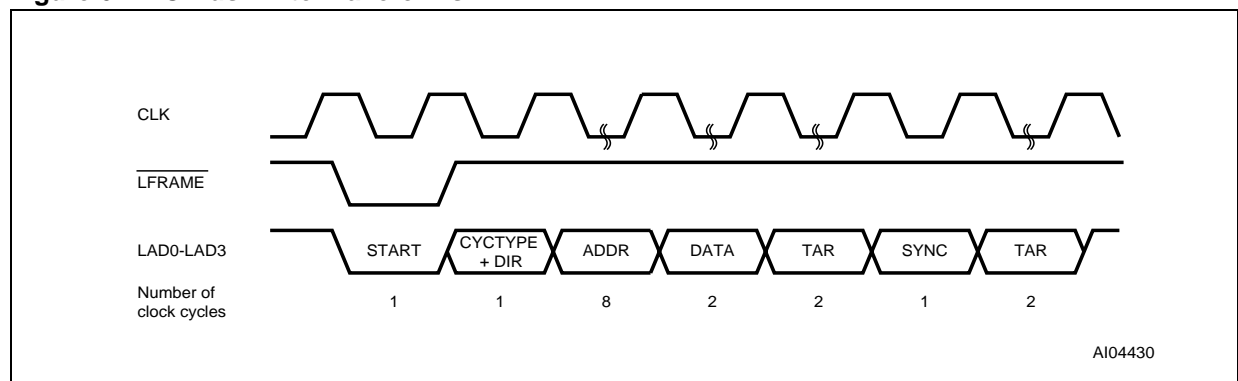 CLK
LFRAME
LAD0-LAD3
START
CYCTYPE
+ DIR
ADDR
DATA
TAR
SYNC
TAR
Number of
clock cycles
1
1
8
2
2
1
2
AI04430